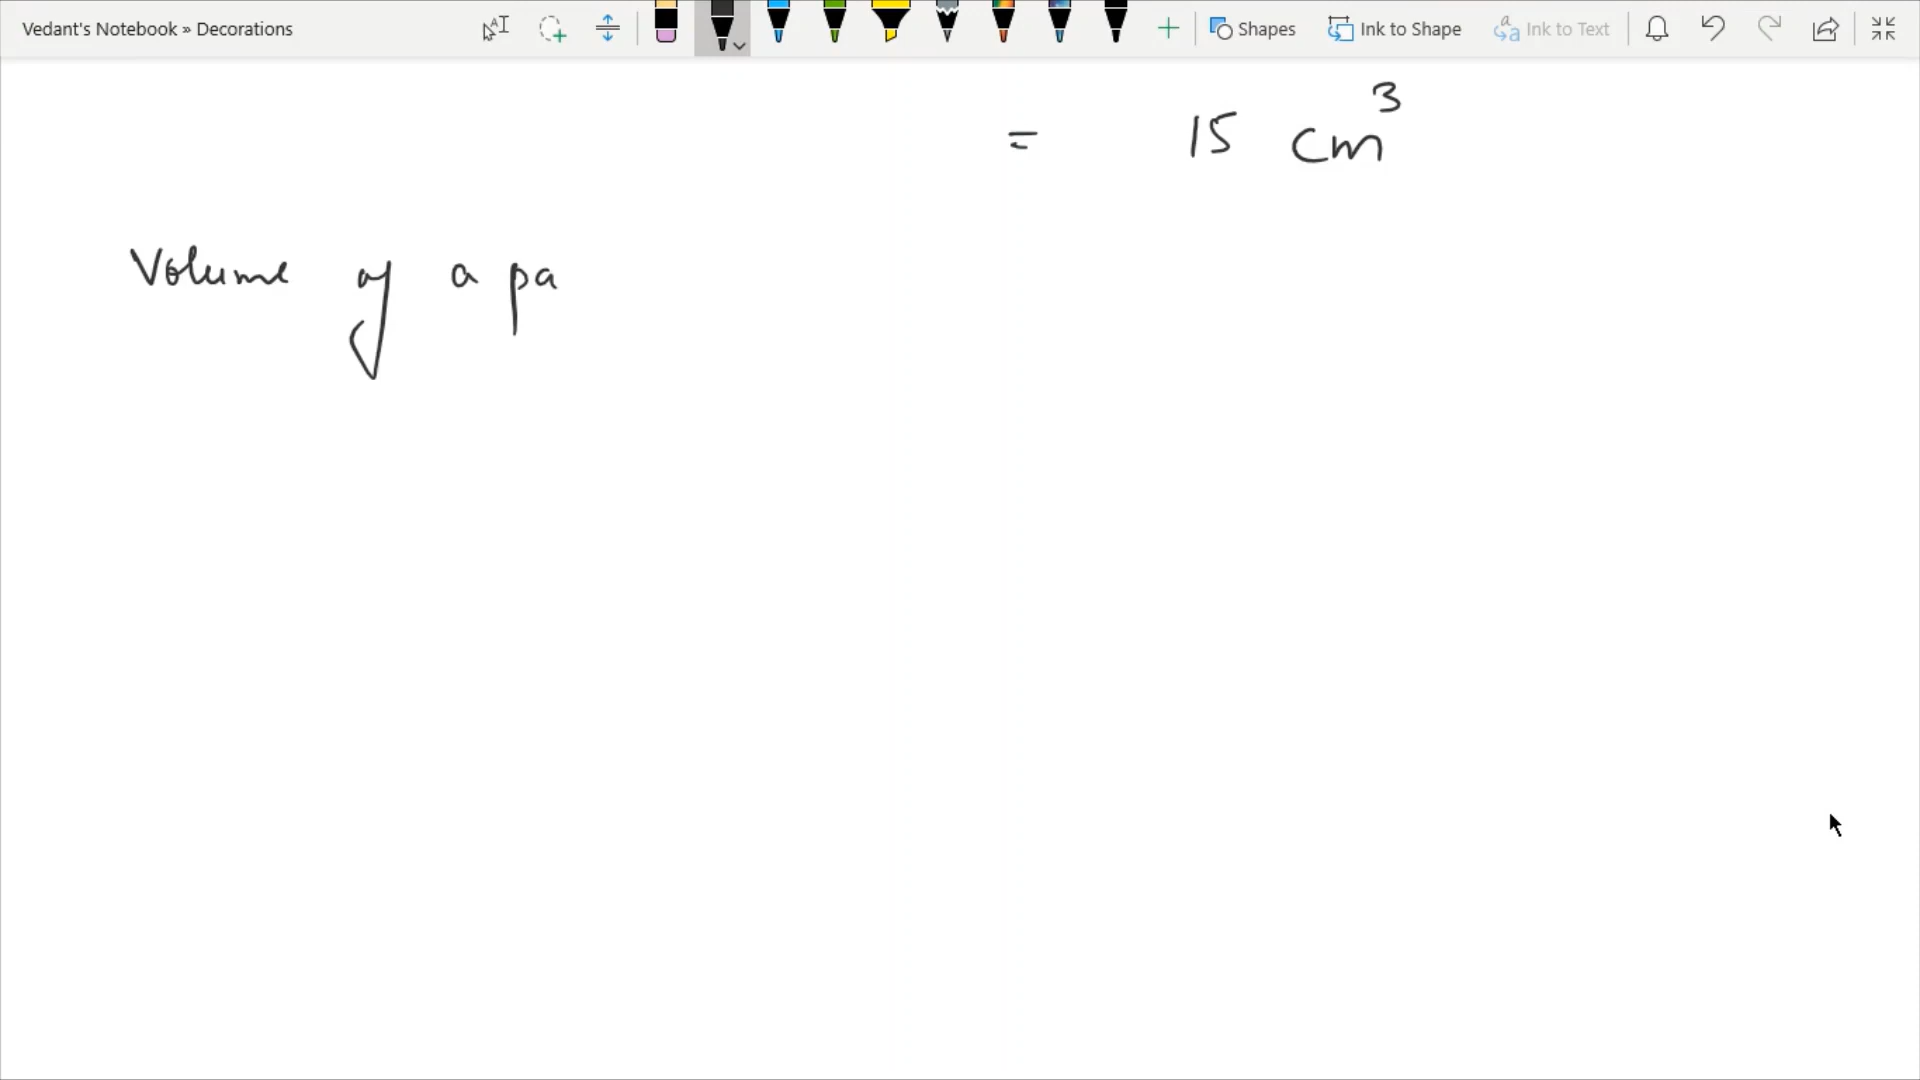 Vedant's Notebook » Decorations Shapes Ink to Shape Ink to Text
= 15 cm³
Volume of a pa